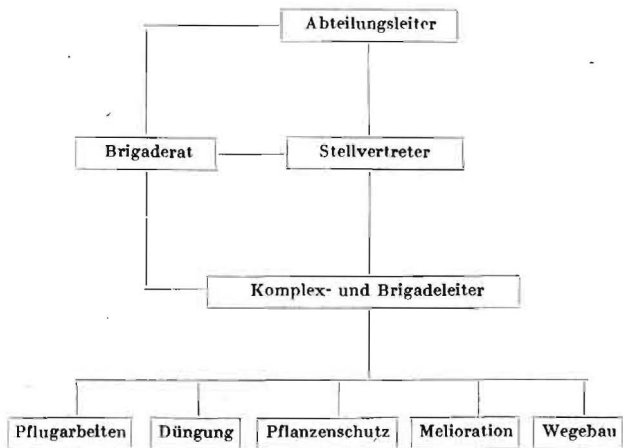 Abteilungsleiter
Brigaderat
Stellvertreter
Komplex- und Brigadeleiter
Pflugarbeiten
Düngung
Pflanzenschutz
Melioration
Wegebau